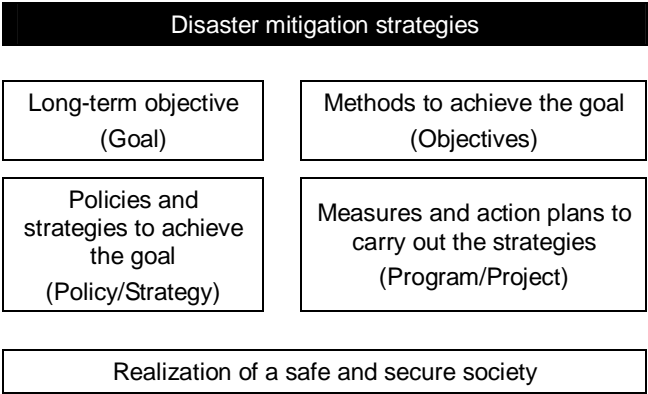 Disaster mitigation strategies
Long-term objective
(Goal)
Methods to achieve the goal
(Objectives)
Policies and
strategies to achieve
the goal
(Policy/Strategy)
Measures and action plans to
carry out the strategies
(Program/Project)
Realization of a safe and secure society